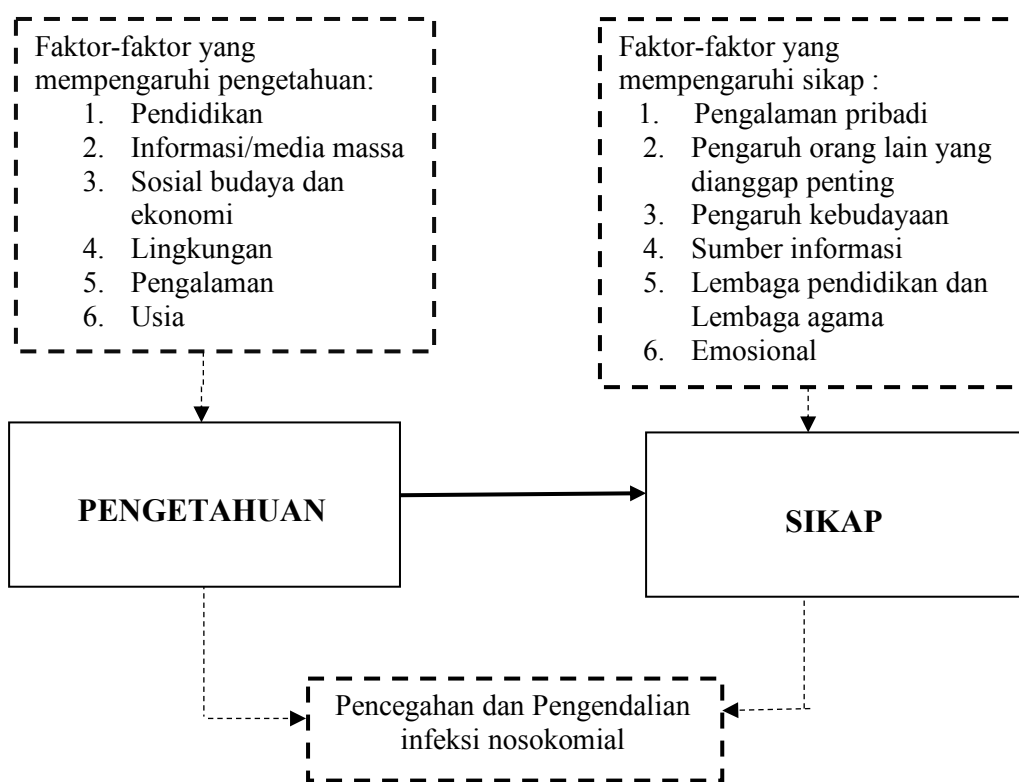 Faktor-faktor yang
mempengaruhi pengetahuan:
1. Pendidikan
2. Informasi/media massa
3. Sosial budaya dan
ekonomi
4. Lingkungan
5. Pengalaman
6. Usia
Faktor-faktor yang
mempengaruhi sikap :
1. Pengalaman pribadi
2. Pengaruh orang lain yang
dianggap penting
3. Pengaruh kebudayaan
4. Sumber informasi
5. Lembaga pendidikan dan
Lembaga agama
6. Emosional
PENGETAHUAN
SIKAP
Pencegahan dan Pengendalian
infeksi nosokomial